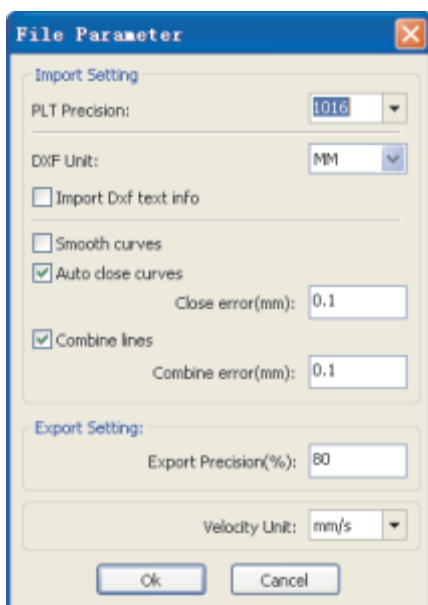 File Parameter
Import Setting
PLT Precision: 1016
DXF Unit: MM
Import Dxf text info
Smooth curves
Auto close curves
Close error(mm): 0.1
Combine lines
Combine error(mm): 0.1
Export Setting:
Export Precision(%): 80
Velocity Unit: mm/s
Ok Cancel